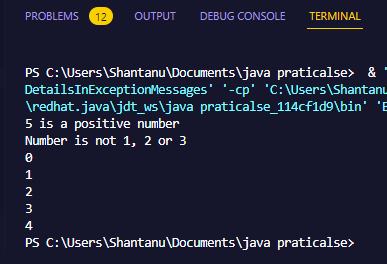 PROBLEMS 12 OUTPUT DEBUG CONSOLE TERMINAL
PS C:\Users\Shantanu\Documents\java praticalse> & '
DetailsInExceptionMessages' '-cp' 'C:\Users\Shantanu
\redhat.java\jdt_ws\java praticalse_114cf1d9\bin' 'E
5 is a positive number
Number is not 1, 2 or 3
0
1
2
3
4
PS C:\Users\Shantanu\Documents\java praticalse>